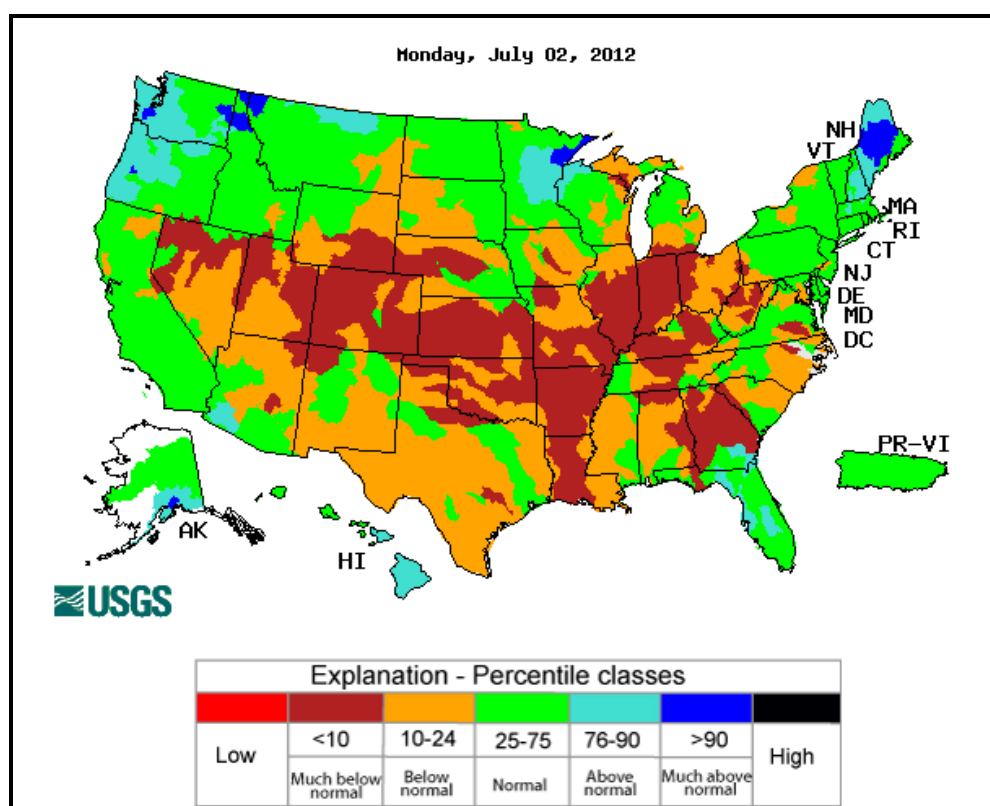 Monday, July 02, 2012
NH
VT
MA
RI
CT
NJ
DE
MD
DC
PR-VI
AK
HI
USGS
Explanation - Percentile classes
Low
<10
10-24
25-75
76-90
>90
High
Much below normal
Below normal
Normal
Above normal
Much above normal